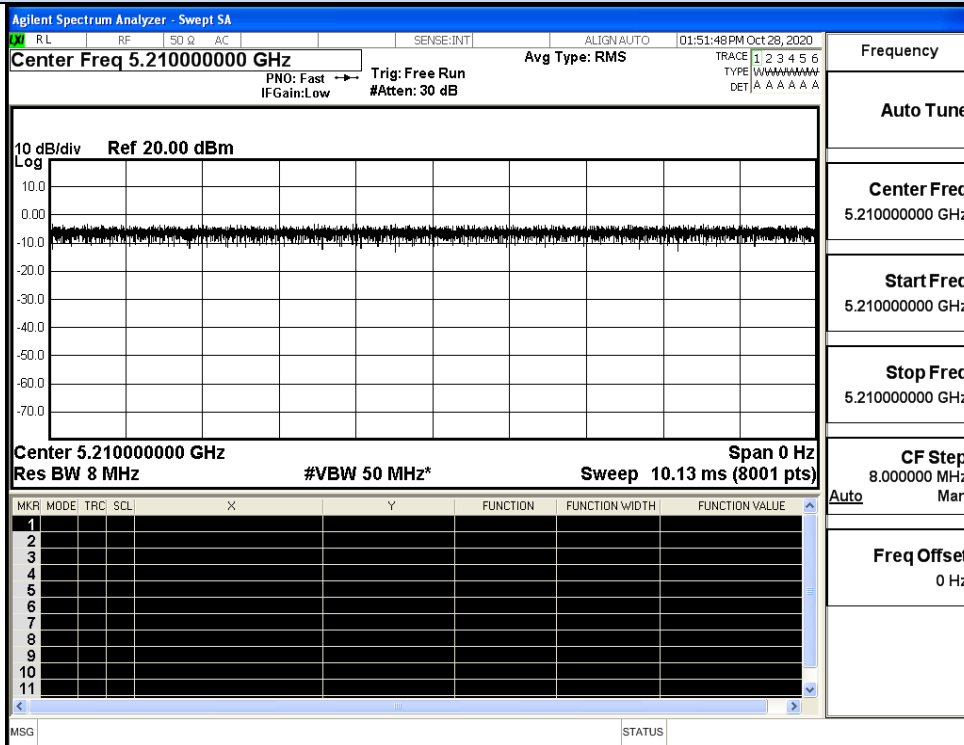 Agilent Spectrum Analyzer - Swept SA
LXI RL RF 50 Ω AC SENSE:INT ALIGN AUTO 01:51:48 PM Oct 28, 2020
Center Freq 5.210000000 GHz
Avg Type: RMS
PNO: Fast
IFGain:Low
Trig: Free Run
#Atten: 30 dB
TRACE 1 2 3 4 5 6
TYPE WWWWWW
DET A A A A A A
10 dB/div Ref 20.00 dBm
Log
10.0
0.00
-10.0
-20.0
-30.0
-40.0
-50.0
-60.0
-70.0
Center 5.210000000 GHz Span 0 Hz
Res BW 8 MHz #VBW 50 MHz* Sweep 10.13 ms (8001 pts)
MKR MODE TRC SCL X Y FUNCTION FUNCTION WIDTH FUNCTION VALUE
1
2
3
4
5
6
7
8
9
10
11
MSG STATUS
Frequency
Auto Tune
Center Freq
5.210000000 GHz
Start Freq
5.210000000 GHz
Stop Freq
5.210000000 GHz
CF Step
8.000000 MHz
Auto Man
Freq Offset
0 Hz